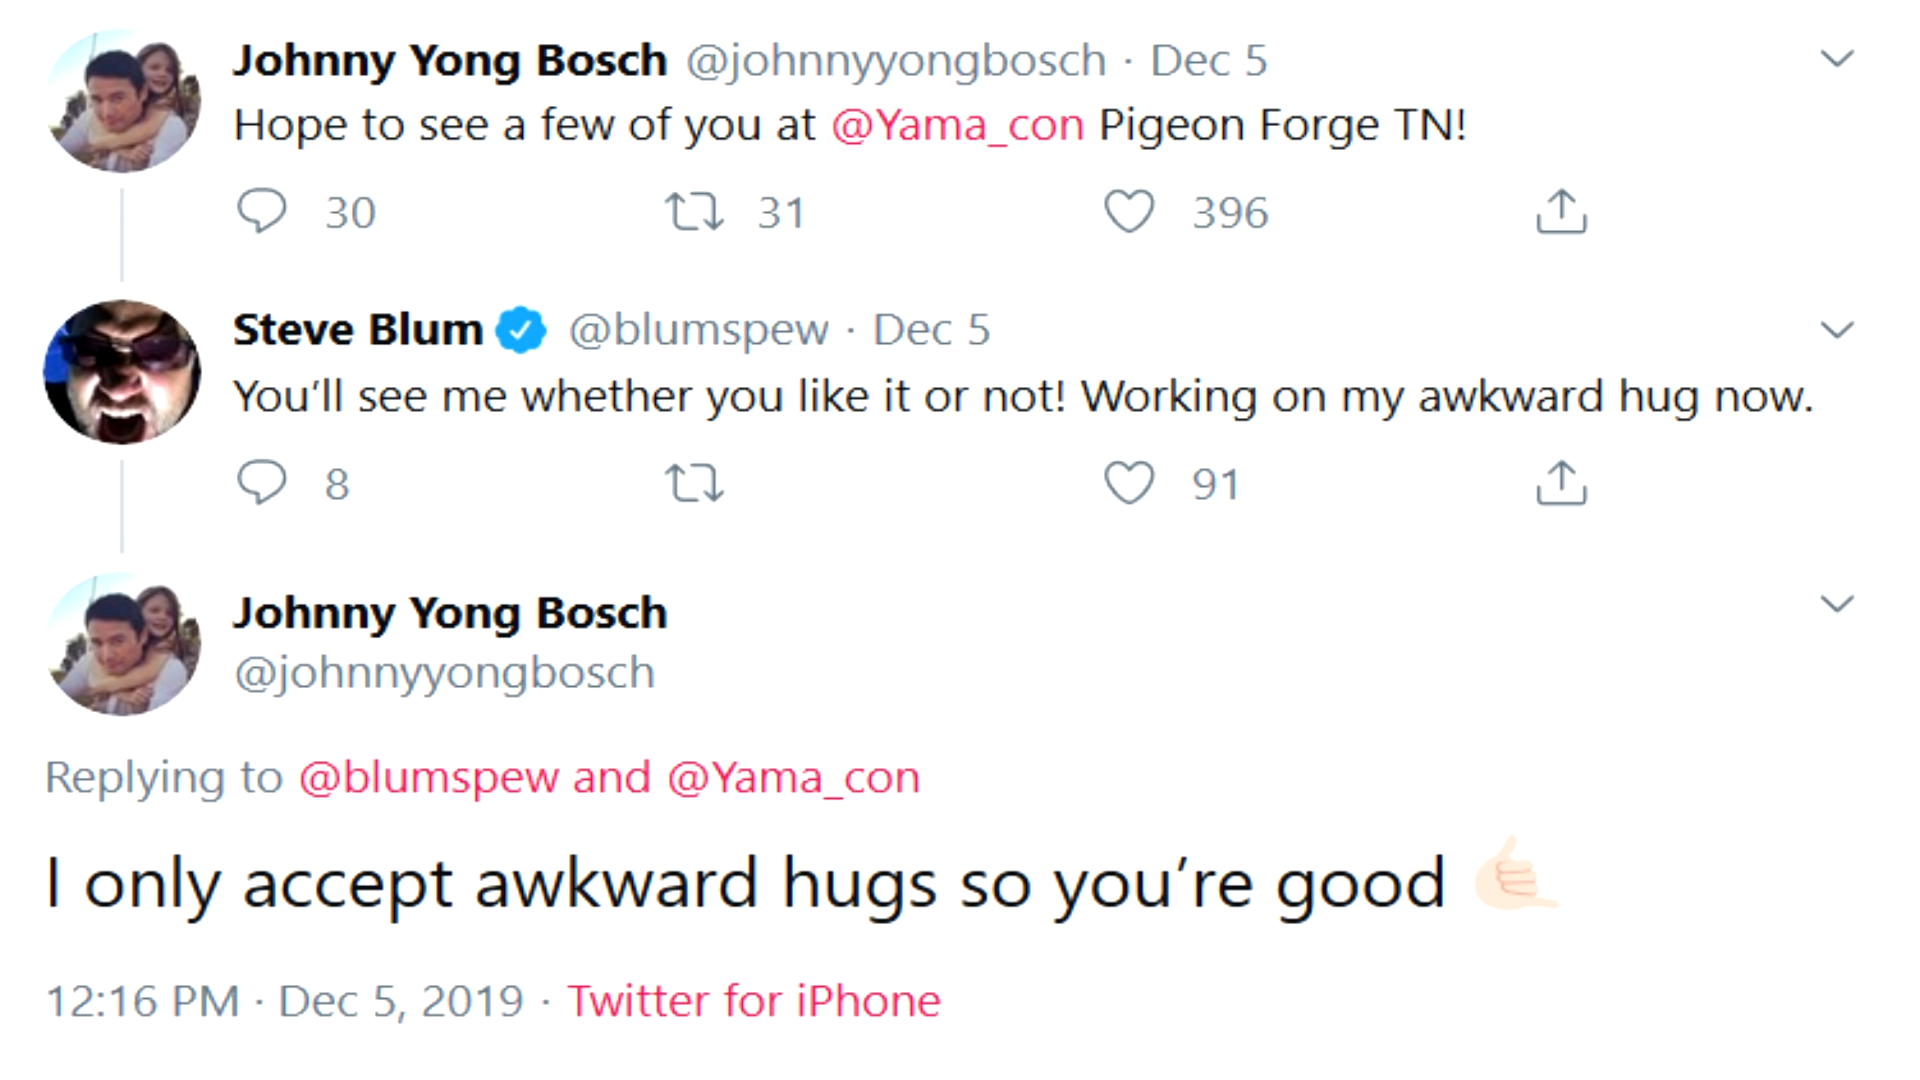 Johnny Yong Bosch @johnnyyongbosch · Dec 5
Hope to see a few of you at @Yama_con Pigeon Forge TN!
30 31 396
Steve Blum @blumspew · Dec 5
You’ll see me whether you like it or not! Working on my awkward hug now.
8 91
Johnny Yong Bosch
@johnnyyongbosch
Replying to @blumspew and @Yama_con
I only accept awkward hugs so you’re good 🤙🏻
12:16 PM · Dec 5, 2019 · Twitter for iPhone